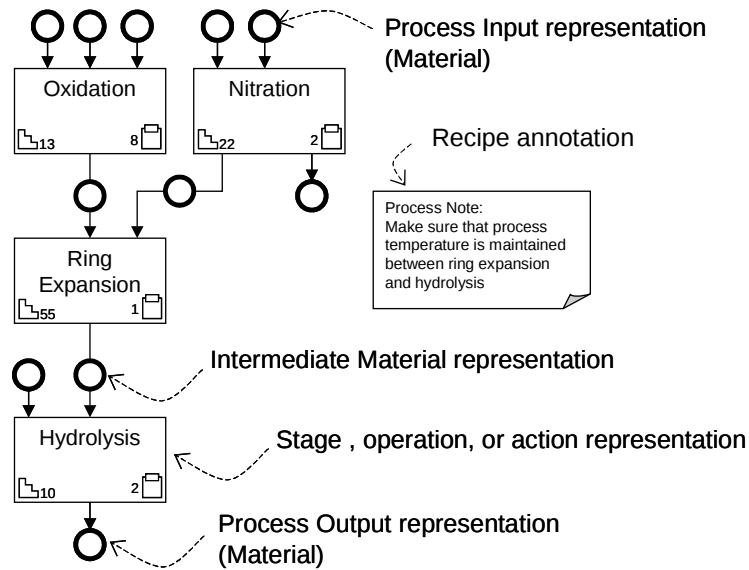 Process Input representation
(Material)
Oxidation
13
8
Nitration
22
2
Recipe annotation
Process Note:
Make sure that process
temperature is maintained
between ring expansion
and hydrolysis
Ring
Expansion
55
1
Intermediate Material representation
Hydrolysis
10
2
Stage , operation, or action representation
Process Output representation
(Material)